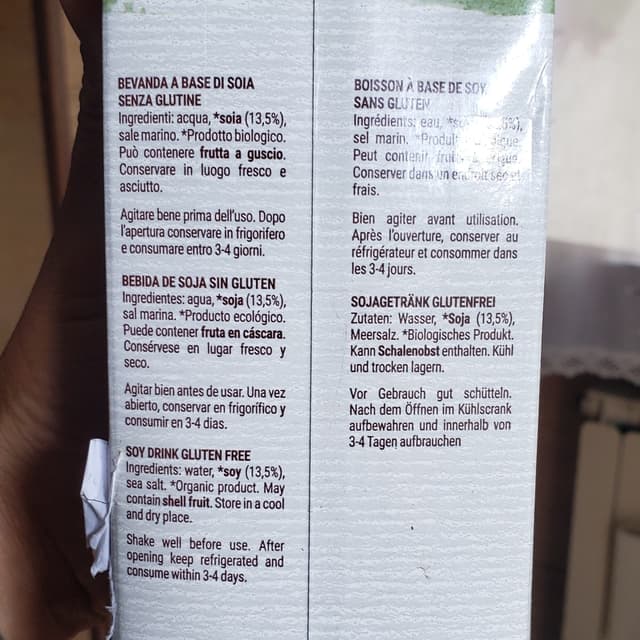 BEVANDA A BASE DI SOIA
SENZA GLUTINE
Ingredienti: acqua, *soia (13,5%),
sale marino. *Prodotto biologico.
Può contenere frutta a guscio.
Conservare in luogo fresco e
asciutto.
Agitare bene prima dell'uso. Dopo
l'apertura conservare in frigorifero
e consumare entro 3-4 giorni.
BEBIDA DE SOJA SIN GLUTEN
Ingredientes: agua, *soja (13,5%),
sal marina. *Producto ecológico.
Puede contener fruta en cáscara.
Consérvese en lugar fresco y
seco.
Agitar bien antes de usar. Una vez
abierto, conservar en frigorífico y
consumir en 3-4 dias.
SOY DRINK GLUTEN FREE
Ingredients: water, *soy (13,5%),
sea salt. *Organic product. May
contain shell fruit. Store in a cool
and dry place.
Shake well before use. After
opening keep refrigerated and
consume within 3-4 days.
BOISSON À BASE DE SOY
SANS GLUTEN
Ingrédients: eau,
sel marin.
Peut contenir
Conserver dans un endroit sec et
frais.
Bien agiter avant utilisation.
Après l'ouverture, conserver au
réfrigérateur et consommer dans
les 3-4 jours.
SOJAGETRÄNK GLUTENFREI
Zutaten: Wasser, *Soja (13,5%),
Meersalz. *Biologisches Produkt.
Kann Schalenobst enthalten. Kühl
und trocken lagern.
Vor Gebrauch gut schütteln.
Nach dem Öffnen im Kühlscrank
aufbewahren und innerhalb von
3-4 Tagen aufbrauchen